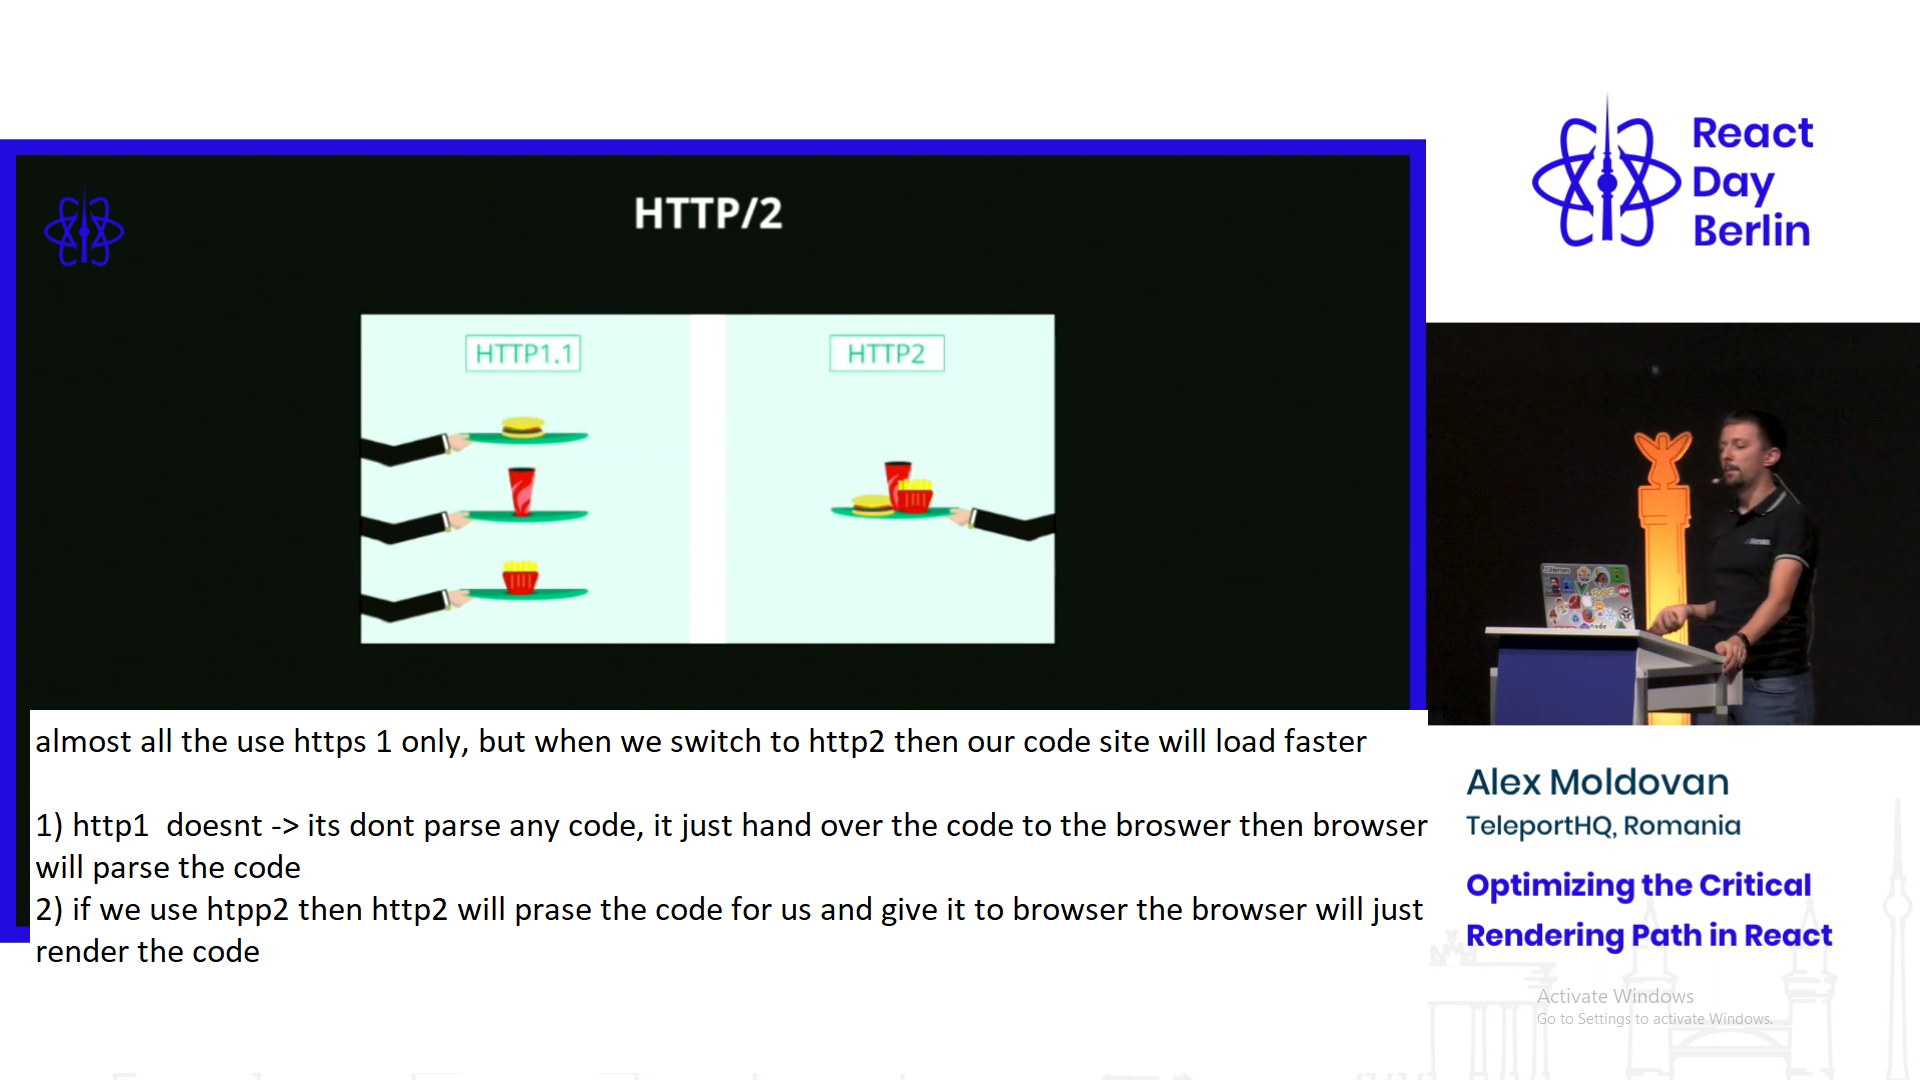 HTTP/2
HTTP1.1
HTTP2
almost all the use https 1 only, but when we switch to http2 then our code site will load faster
1) http1 doesnt -> its dont parse any code, it just hand over the code to the broswer then browser
will parse the code
2) if we use htpp2 then http2 will prase the code for us and give it to browser the browser will just
render the code
React
Day
Berlin
Alex Moldovan
TeleportHQ, Romania
Optimizing the Critical
Rendering Path in React
Activate Windows
Go to Settings to activate Windows.